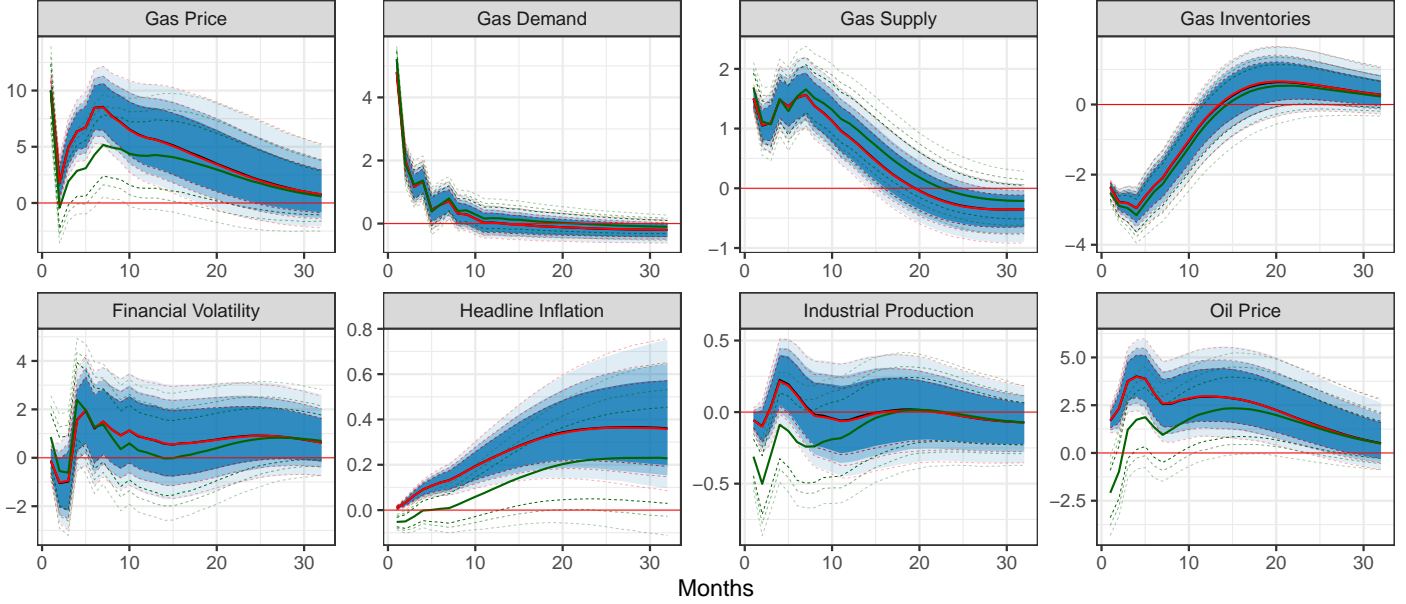 Gas Price
Gas Demand
Gas Supply
Gas Inventories
10
5
0
0 10 20 30
4
2
0
0 10 20 30
2
1
0
−1
0 10 20 30
0
−2
−4
0 10 20 30
Financial Volatility
Headline Inflation
Industrial Production
Oil Price
4
2
0
−2
0 10 20 30
0.8
0.6
0.4
0.2
0.0
0 10 20 30
0.5
0.0
−0.5
0 10 20 30
5.0
2.5
0.0
−2.5
0 10 20 30
Months